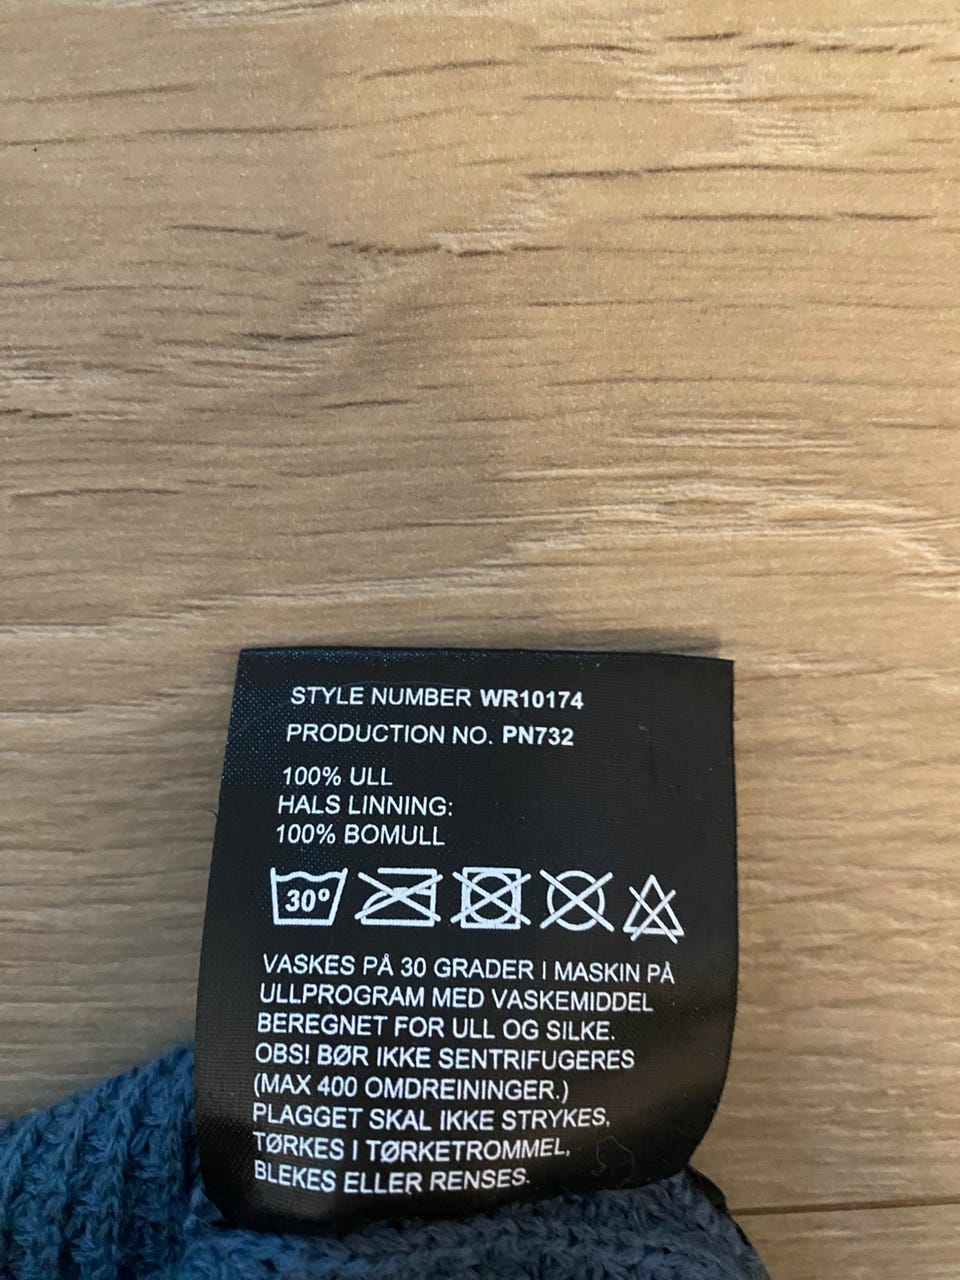 STYLE NUMBER WR10174
PRODUCTION NO. PN732
100% ULL
HALS LINNING:
100% BOMULL
30º
VASKES PÅ 30 GRADER I MASKIN PÅ
ULLPROGRAM MED VASKEMIDDEL
BEREGNET FOR ULL OG SILKE.
OBS! BØR IKKE SENTRIFUGERES
(MAX 400 OMDREININGER.)
PLAGGET SKAL IKKE STRYKES,
TØRKES I TØRKETROMMEL,
BLEKES ELLER RENSES.